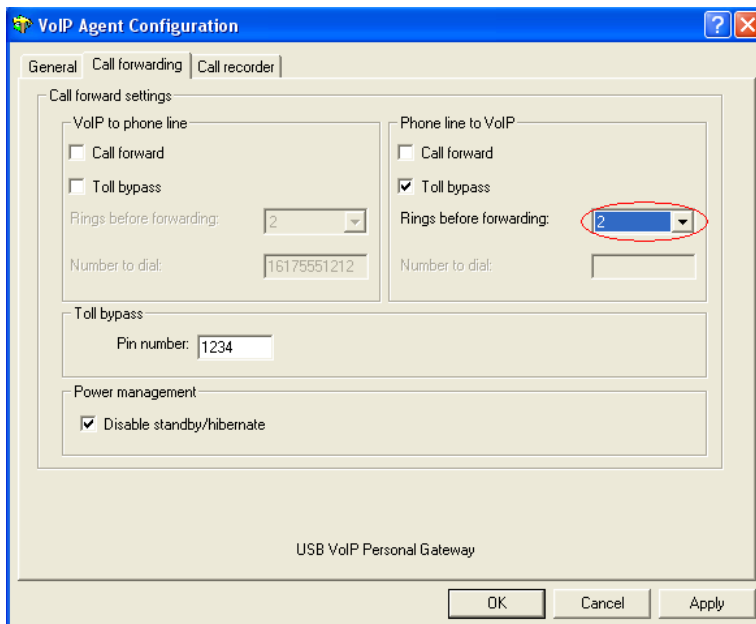 VoIP Agent Configuration
General Call forwarding Call recorder
Call forward settings
VoIP to phone line
Call forward
Toll bypass
Rings before forwarding: 2
Number to dial: 16175551212
Phone line to VoIP
Call forward
Toll bypass
Rings before forwarding: 2
Number to dial:
Toll bypass
Pin number: 1234
Power management
Disable standby/hibernate
USB VoIP Personal Gateway
OK Cancel Apply